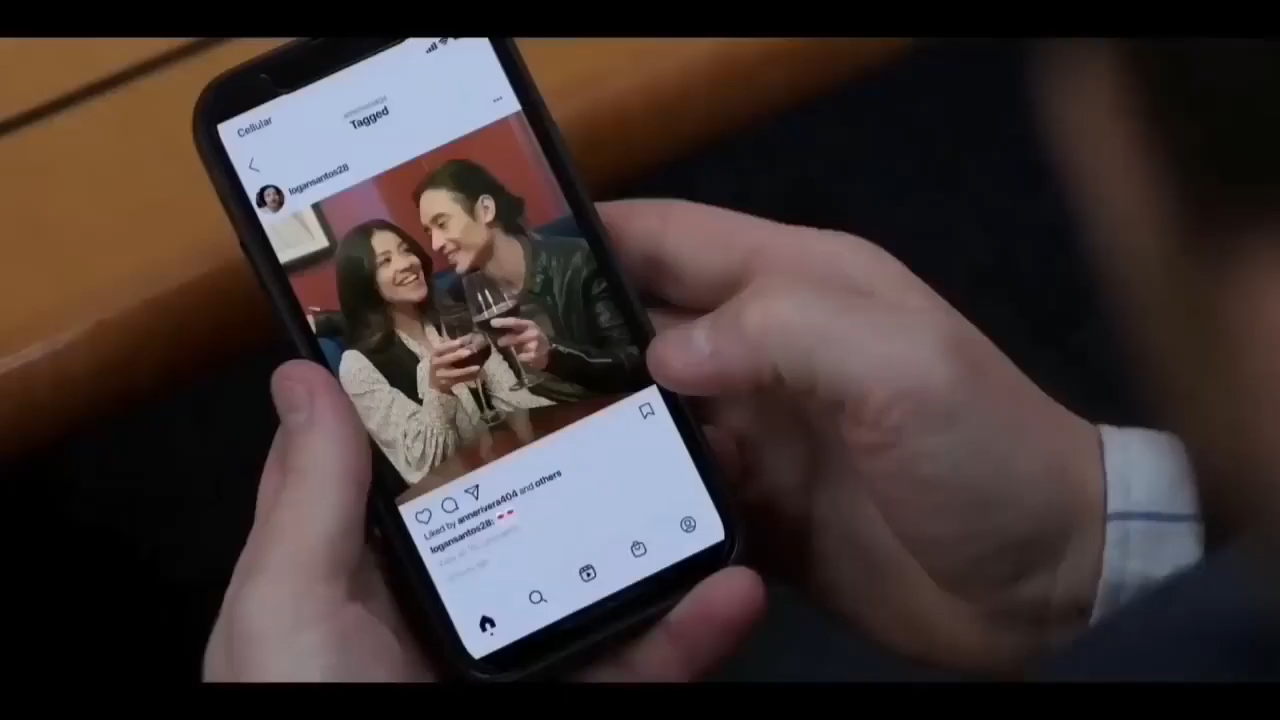 Cellular
Tagged
logansantos28
Liked by annerivera404 and others
logansantos28: